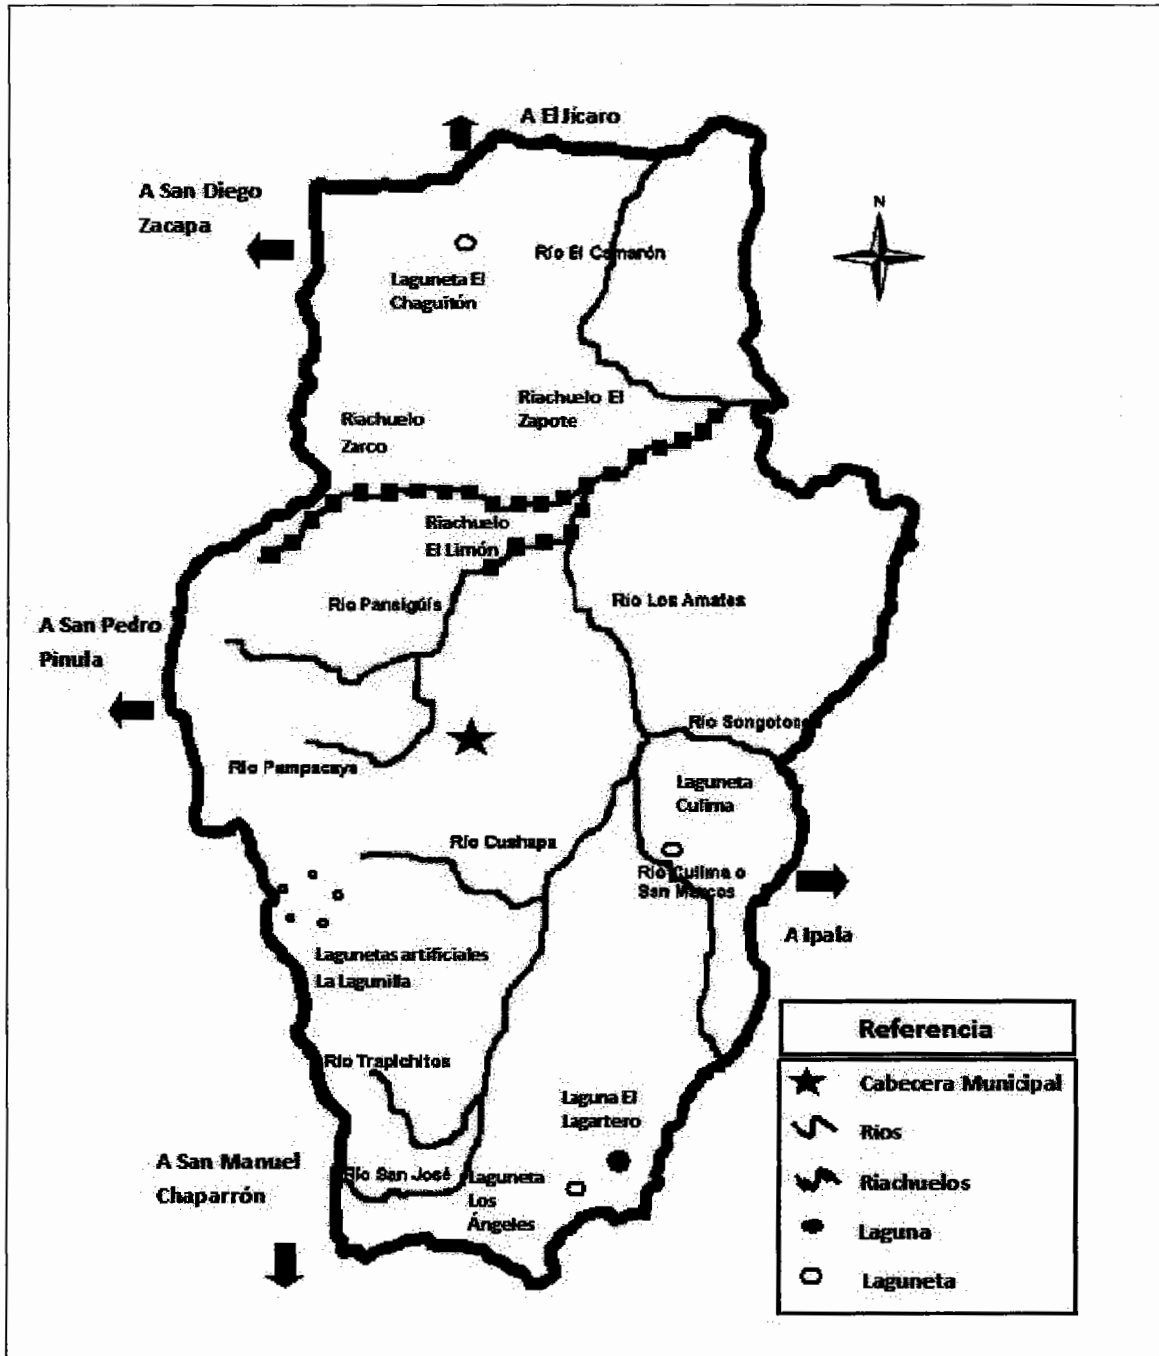 A El Jícaro
A San Diego
Zacapa
N
Río El Camarón
Laguneta El
Chaguitón
Riachuelo El
Zapote
Riachuelo
Zarco
Riachuelo
El Limón
Río Pansigüís
Río Los Amates
A San Pedro
Pinula
Río Songotongo
Río Pampacaya
Laguneta
Culima
Río Cushapa
Río Culima o
San Marcos
A Ipala
Lagunetas artificiales
La Lagunilla
Río Trapichitos
Laguna El
Lagartero
A San Manuel
Chaparrón
Río San José
Laguneta
Los
Ángeles
Referencia
Cabecera Municipal
Ríos
Riachuelos
Laguna
Laguneta